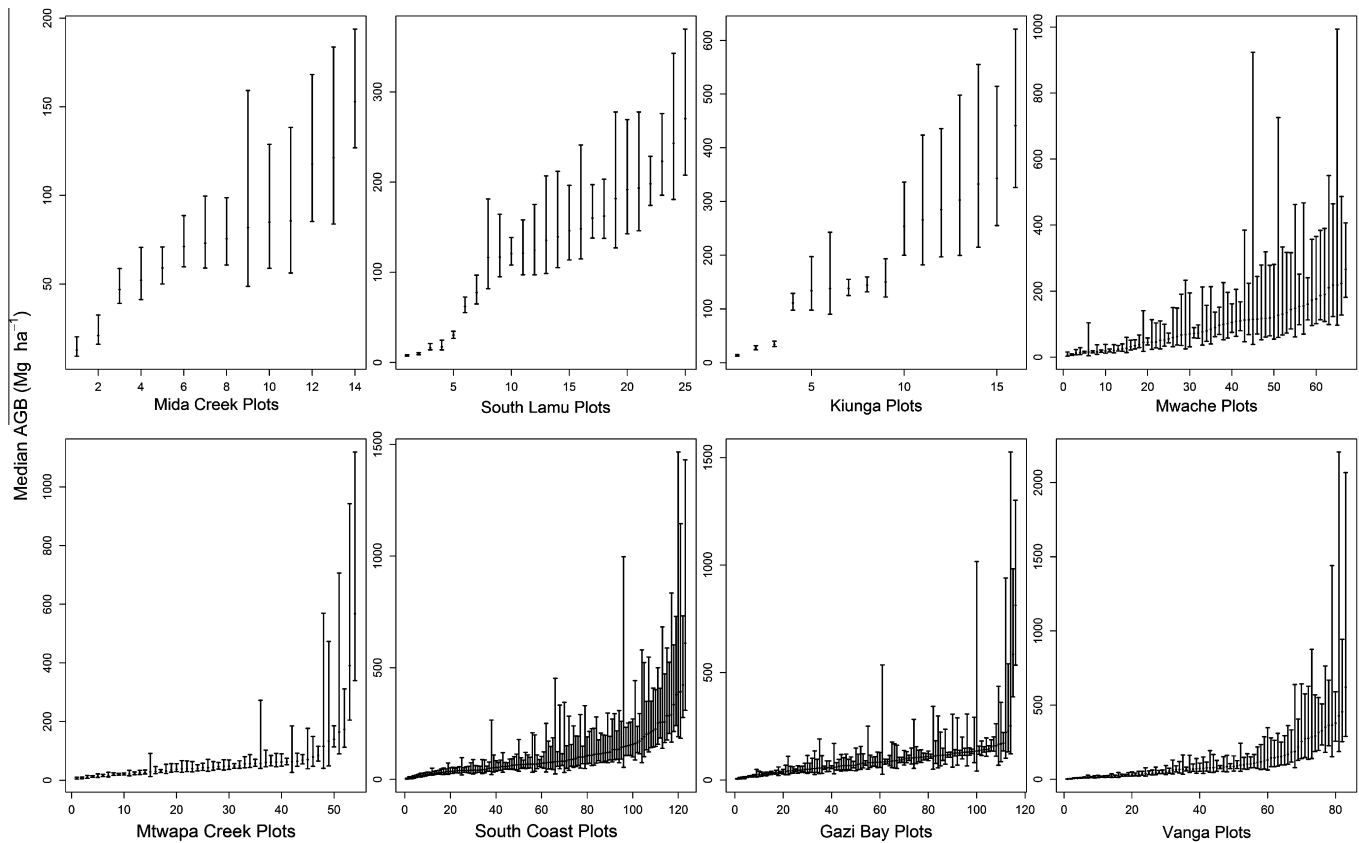 Median AGB (Mg ha⁻¹)
50 100 150 200
2 4 6 8 10 12 14
Mida Creek Plots
0 100 200 300
5 10 15 20 25
South Lamu Plots
0 100 200 300 400 500 600
5 10 15
Kiunga Plots
0 200 400 600 800 1000
0 10 20 30 40 50 60
Mwache Plots
0 200 400 600 800 1000
0 10 20 30 40 50
Mtwapa Creek Plots
0 500 1000 1500
0 20 40 60 80 100 120
South Coast Plots
0 500 1000 1500
0 20 40 60 80 100 120
Gazi Bay Plots
0 500 1000 1500 2000
0 20 40 60 80
Vanga Plots